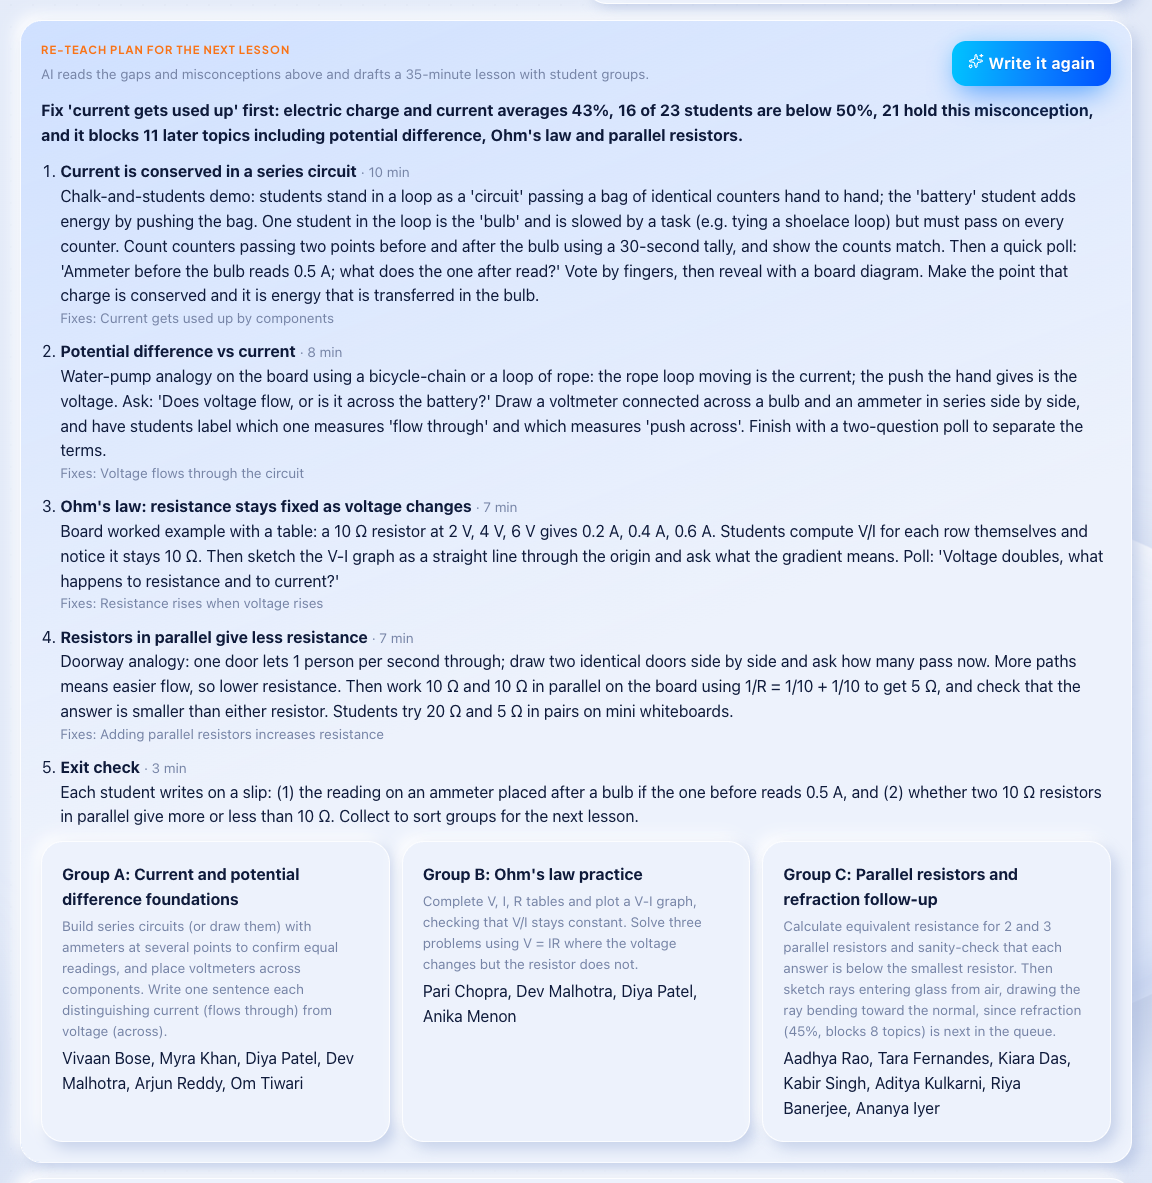 RE-TEACH PLAN FOR THE NEXT LESSON
AI reads the gaps and misconceptions above and drafts a 35-minute lesson with student groups.
Write it again
Fix 'current gets used up' first: electric charge and current averages 43%, 16 of 23 students are below 50%, 21 hold this misconception,
and it blocks 11 later topics including potential difference, Ohm's law and parallel resistors.
1. Current is conserved in a series circuit · 10 min
Chalk-and-students demo: students stand in a loop as a 'circuit' passing a bag of identical counters hand to hand; the 'battery' student adds
energy by pushing the bag. One student in the loop is the 'bulb' and is slowed by a task (e.g. tying a shoelace loop) but must pass on every
counter. Count counters passing two points before and after the bulb using a 30-second tally, and show the counts match. Then a quick poll:
'Ammeter before the bulb reads 0.5 A; what does the one after read?' Vote by fingers, then reveal with a board diagram. Make the point that
charge is conserved and it is energy that is transferred in the bulb.
Fixes: Current gets used up by components
2. Potential difference vs current · 8 min
Water-pump analogy on the board using a bicycle-chain or a loop of rope: the rope loop moving is the current; the push the hand gives is the
voltage. Ask: 'Does voltage flow, or is it across the battery?' Draw a voltmeter connected across a bulb and an ammeter in series side by side,
and have students label which one measures 'flow through' and which measures 'push across'. Finish with a two-question poll to separate the
terms.
Fixes: Voltage flows through the circuit
3. Ohm's law: resistance stays fixed as voltage changes · 7 min
Board worked example with a table: a 10 Ω resistor at 2 V, 4 V, 6 V gives 0.2 A, 0.4 A, 0.6 A. Students compute V/I for each row themselves and
notice it stays 10 Ω. Then sketch the V-I graph as a straight line through the origin and ask what the gradient means. Poll: 'Voltage doubles, what
happens to resistance and to current?'
Fixes: Resistance rises when voltage rises
4. Resistors in parallel give less resistance · 7 min
Doorway analogy: one door lets 1 person per second through; draw two identical doors side by side and ask how many pass now. More paths
means easier flow, so lower resistance. Then work 10 Ω and 10 Ω in parallel on the board using 1/R = 1/10 + 1/10 to get 5 Ω, and check that the
answer is smaller than either resistor. Students try 20 Ω and 5 Ω in pairs on mini whiteboards.
Fixes: Adding parallel resistors increases resistance
5. Exit check · 3 min
Each student writes on a slip: (1) the reading on an ammeter placed after a bulb if the one before reads 0.5 A, and (2) whether two 10 Ω resistors
in parallel give more or less than 10 Ω. Collect to sort groups for the next lesson.
Group A: Current and potential
difference foundations
Build series circuits (or draw them) with
ammeters at several points to confirm equal
readings, and place voltmeters across
components. Write one sentence each
distinguishing current (flows through) from
voltage (across).
Vivaan Bose, Myra Khan, Diya Patel, Dev
Malhotra, Arjun Reddy, Om Tiwari
Group B: Ohm's law practice
Complete V, I, R tables and plot a V-I graph,
checking that V/I stays constant. Solve three
problems using V = IR where the voltage
changes but the resistor does not.
Pari Chopra, Dev Malhotra, Diya Patel,
Anika Menon
Group C: Parallel resistors and
refraction follow-up
Calculate equivalent resistance for 2 and 3
parallel resistors and sanity-check that each
answer is below the smallest resistor. Then
sketch rays entering glass from air, drawing the
ray bending toward the normal, since refraction
(45%, blocks 8 topics) is next in the queue.
Aadhya Rao, Tara Fernandes, Kiara Das,
Kabir Singh, Aditya Kulkarni, Riya
Banerjee, Ananya Iyer